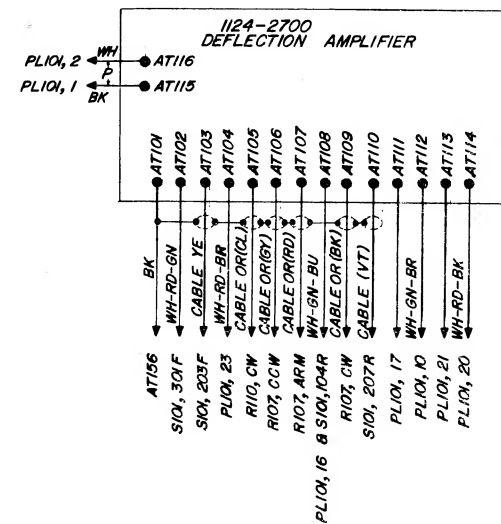 1124-2700
DEFLECTION AMPLIFIER
PL101, 2
WH
AT116
P
PL101, 1
BK
AT115
AT101
AT102
AT103
AT104
AT105
AT106
AT107
AT108
AT109
AT110
AT111
AT112
AT113
AT114
BK
WH-RD-GN
CABLE YE
WH-RD-BR
CABLE OR(CL)
CABLE OR(GY)
CABLE OR(RD)
WH-GN-BU
CABLE OR(BK)
CABLE (VT)
WH-GN-BR
WH-RD-BK
AT156
S101, 301F
S101, 203F
PL101, 23
R110, CW
R107, CCW
R107, ARM
PL101, 16 & S101, 104R
R107, CW
S101, 207R
PL101, 17
PL101, 10
PL101, 21
PL101, 20